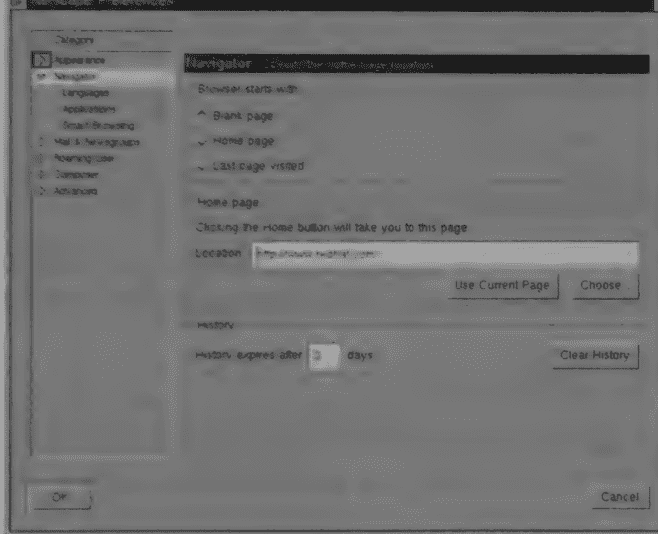 Netscape: Preferences
Category
Appearance
Navigator
Languages
Applications
Smart Browsing
Mail & Newsgroups
Roaming User
Composer
Advanced
Navigator
Browser starts with
Blank page
Home page
Last page visited
Home page
Clicking the Home button will take you to this page
Location
Use Current Page Choose
History
History expires after days
Clear History
OK Cancel